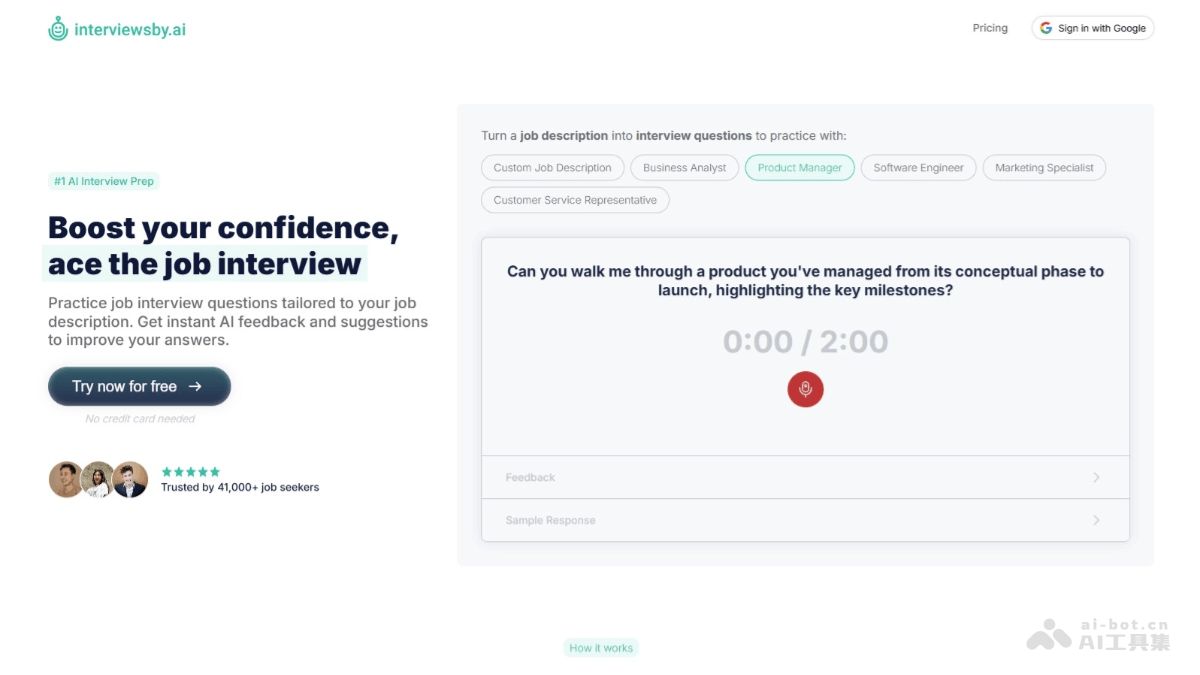 interviewsby.ai
Pricing
Sign in with Google
#1 AI Interview Prep
Boost your confidence,
ace the job interview
Practice job interview questions tailored to your job
description. Get instant AI feedback and suggestions
to improve your answers.
Try now for free →
No credit card needed
Trusted by 41,000+ job seekers
Turn a job description into interview questions to practice with:
Custom Job Description
Business Analyst
Product Manager
Software Engineer
Marketing Specialist
Customer Service Representative
Can you walk me through a product you've managed from its conceptual phase to
launch, highlighting the key milestones?
0:00 / 2:00
Feedback
Sample Response
How it works
ai-bot.cn
AI工具集